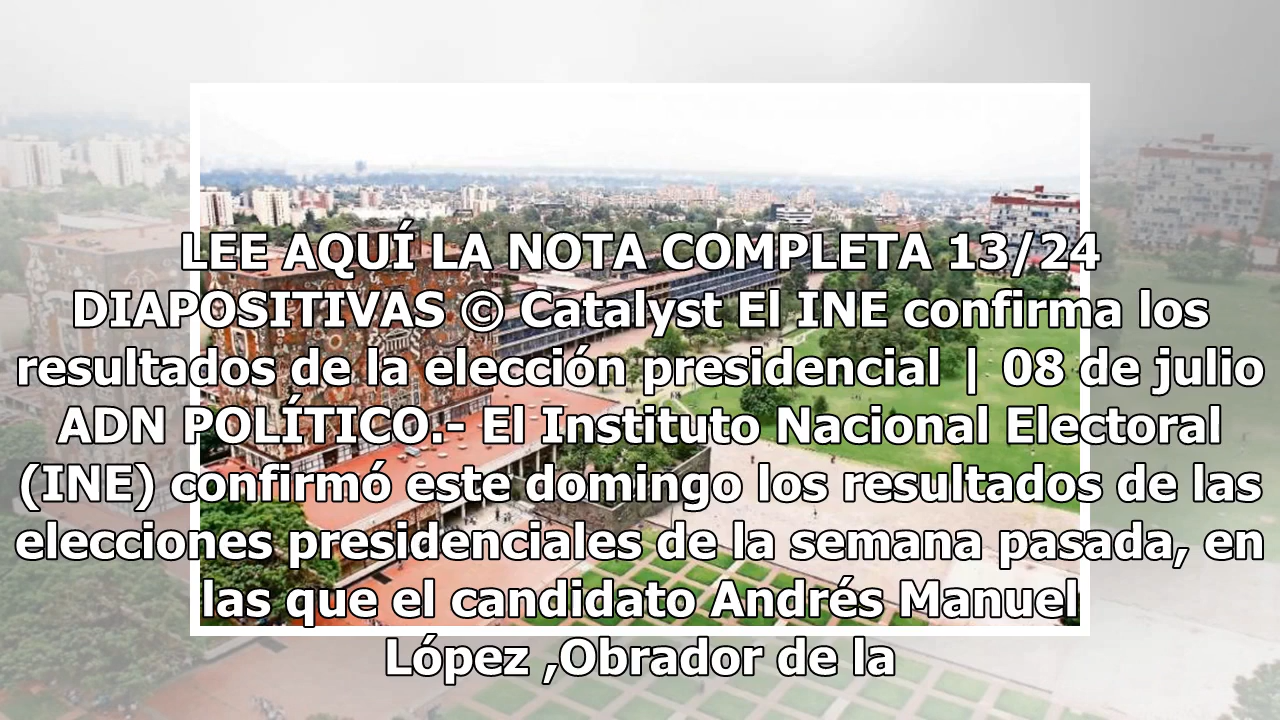 LEE AQUÍ LA NOTA COMPLETA 13/24
DIAPOSITIVAS © Catalyst El INE confirma los
resultados de la elección presidencial | 08 de julio
ADN POLÍTICO.- El Instituto Nacional Electoral
(INE) confirmó este domingo los resultados de las
elecciones presidenciales de la semana pasada, en
las que el candidato Andrés Manuel
López ,Obrador de la